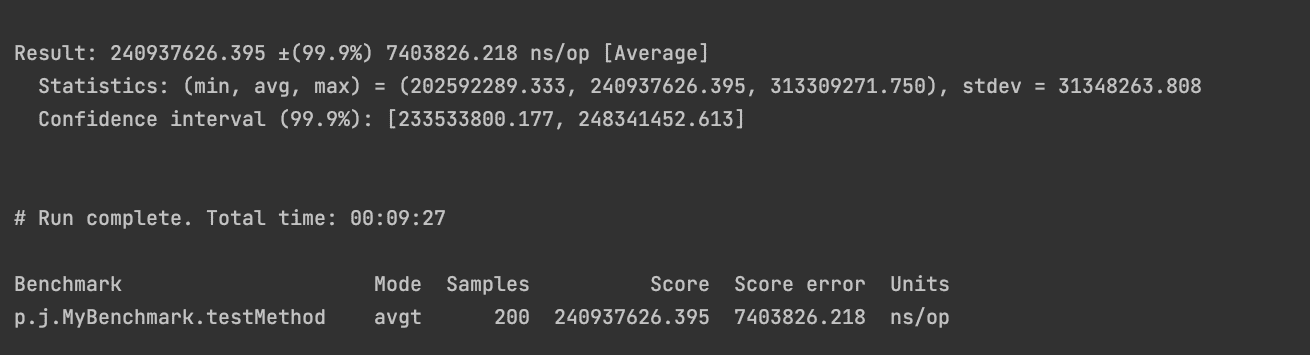 Result: 240937626.395 ±(99.9%) 7403826.218 ns/op [Average]
  Statistics: (min, avg, max) = (202592289.333, 240937626.395, 313309271.750), stdev = 31348263.808
  Confidence interval (99.9%): [233533800.177, 248341452.613]
# Run complete. Total time: 00:09:27
Benchmark                     Mode  Samples          Score  Score error  Units
p.j.MyBenchmark.testMethod    avgt      200  240937626.395  7403826.218  ns/op